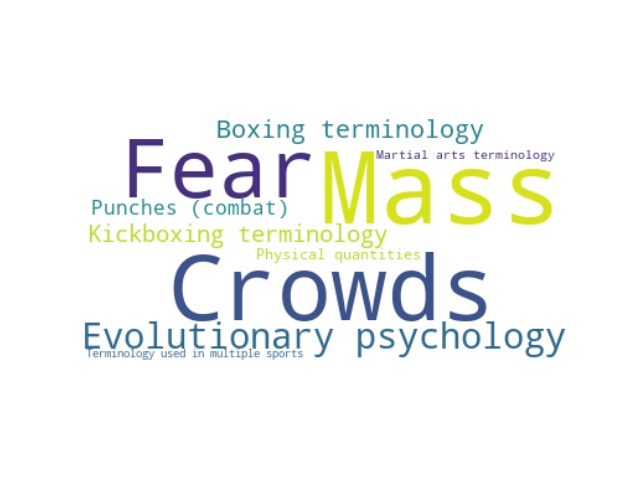 Boxing terminology
Fear
Martial arts terminology
Mass
Punches (combat)
Kickboxing terminology
Physical quantities
Crowds
Evolutionary psychology
Terminology used in multiple sports